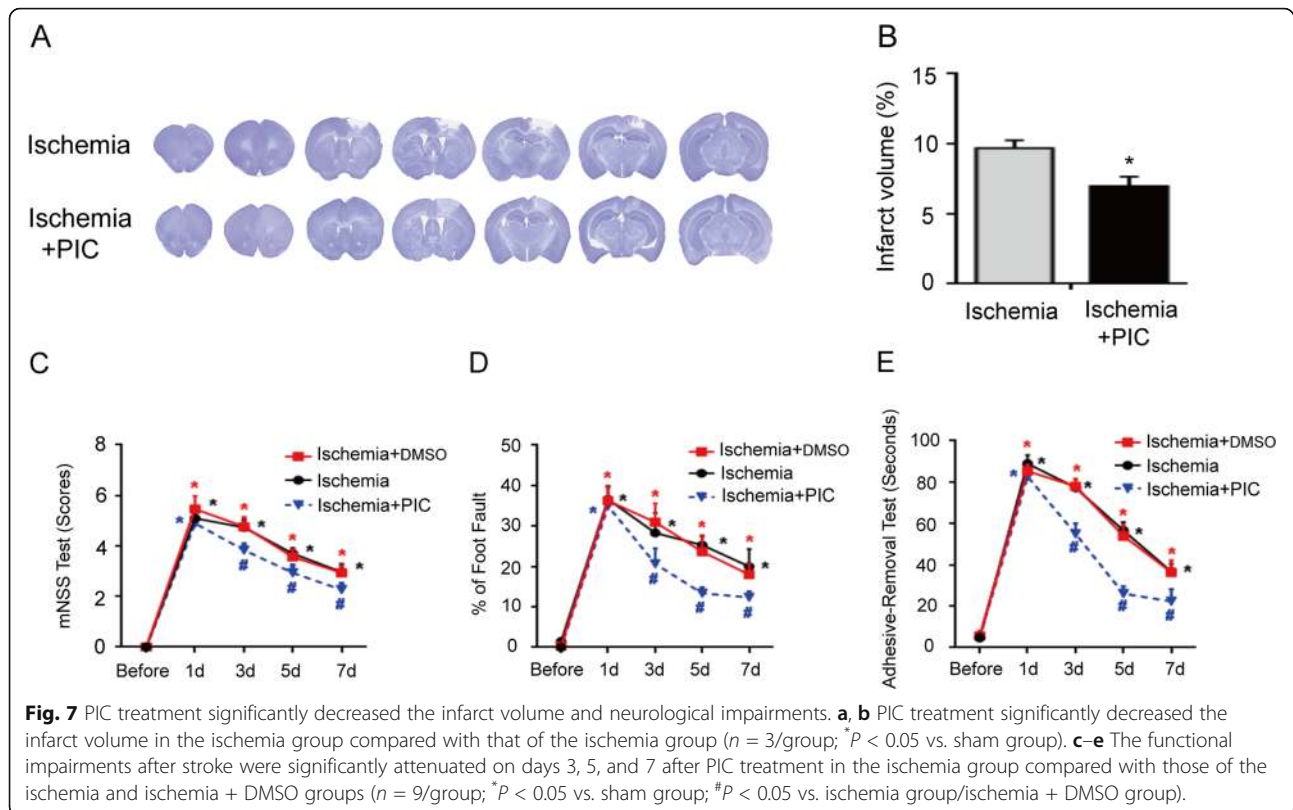 A
Ischemia
Ischemia
+PIC
B
Infarct volume (%)
15
10
5
0
*
Ischemia
Ischemia
+PIC
C
mNSS Test (Scores)
8
6
4
2
0
Ischemia+DMSO
Ischemia
Ischemia+PIC
* * * *
* * * *
* # # #
Before 1d 3d 5d 7d
D
% of Foot Fault
50
40
30
20
10
0
Ischemia+DMSO
Ischemia
Ischemia+PIC
* * * *
* * * *
* # # #
Before 1d 3d 5d 7d
E
Adhesive-Removal Test (Seconds)
100
80
60
40
20
0
Ischemia+DMSO
Ischemia
Ischemia+PIC
* * * *
* * * *
* # # #
Before 1d 3d 5d 7d
Fig. 7 PIC treatment significantly decreased the infarct volume and neurological impairments. a, b PIC treatment significantly decreased the
infarct volume in the ischemia group compared with that of the ischemia group (n = 3/group; *P < 0.05 vs. sham group). c–e The functional
impairments after stroke were significantly attenuated on days 3, 5, and 7 after PIC treatment in the ischemia group compared with those of the
ischemia and ischemia + DMSO groups (n = 9/group; *P < 0.05 vs. sham group; #P < 0.05 vs. ischemia group/ischemia + DMSO group).